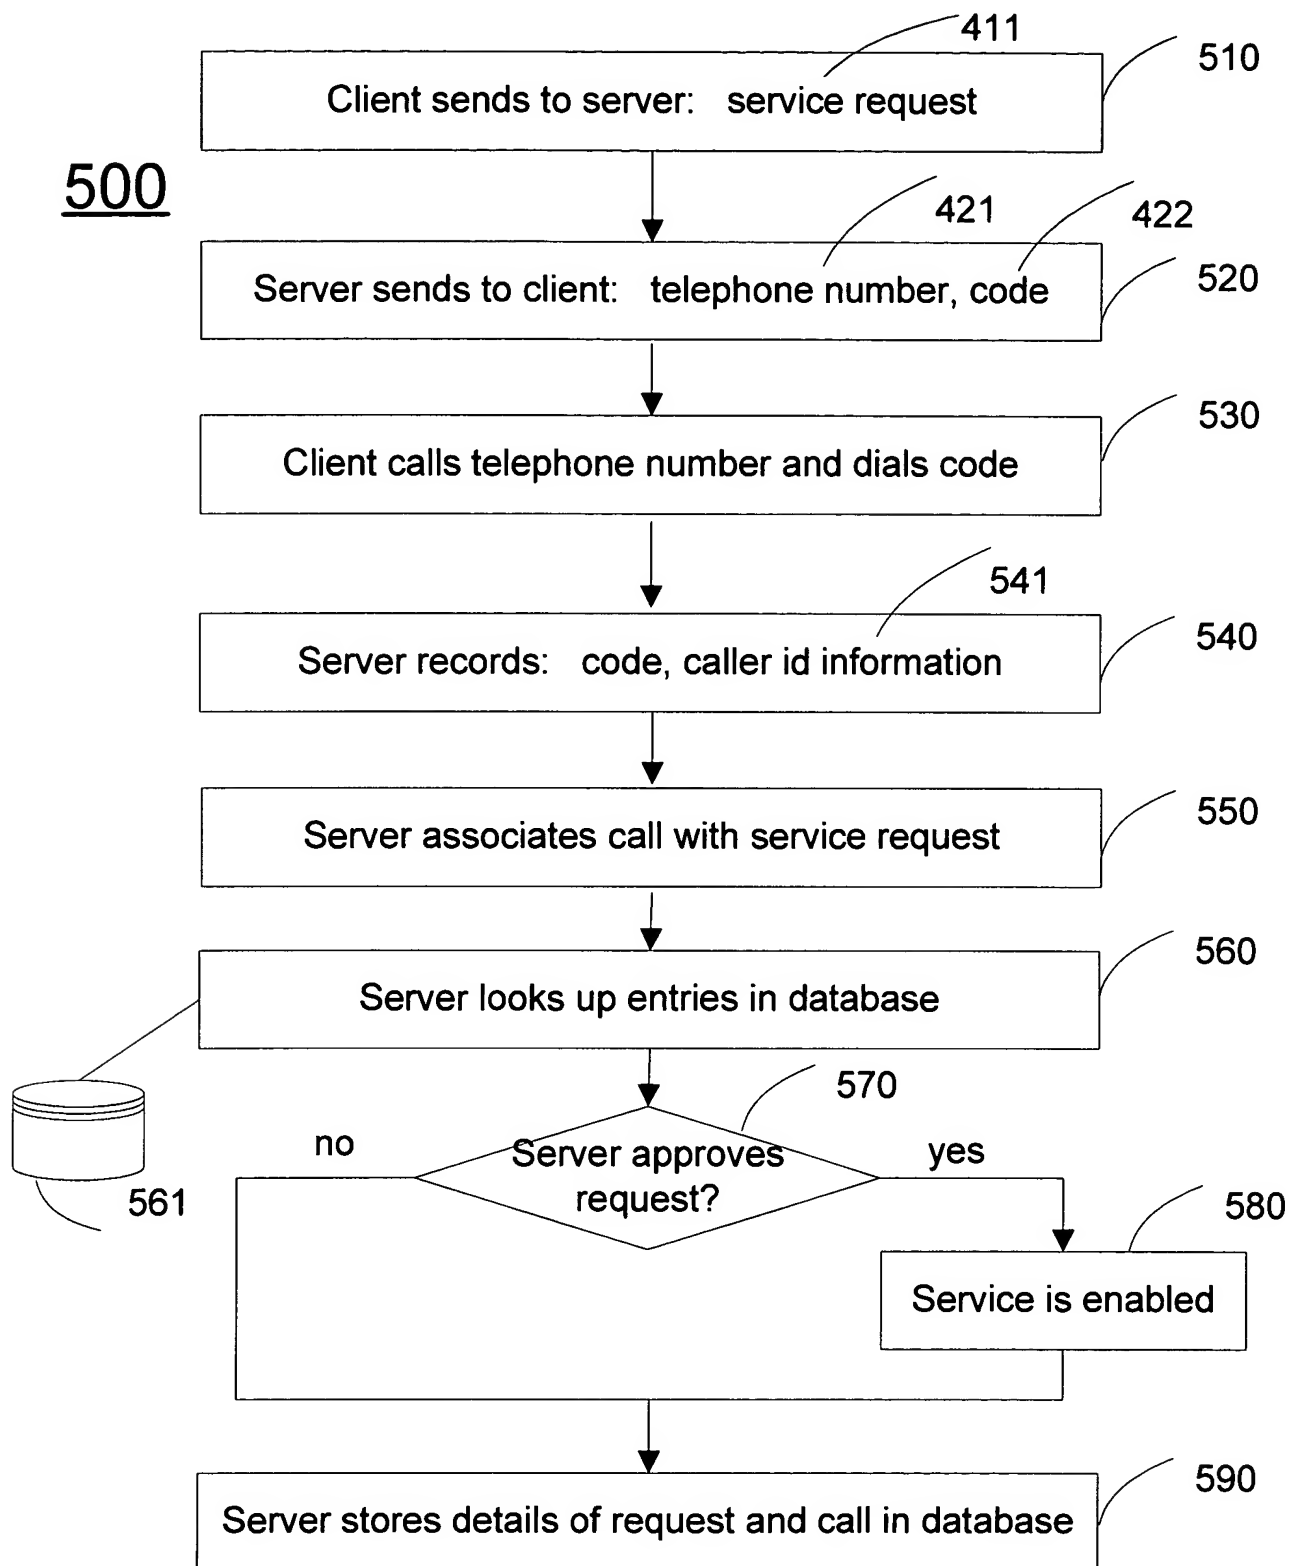 411
510
Client sends to server: service request
500
421
422
520
Server sends to client: telephone number, code
530
Client calls telephone number and dials code
541
540
Server records: code, caller id information
550
Server associates call with service request
560
Server looks up entries in database
570
no
Server approves
request?
yes
561
580
Service is enabled
590
Server stores details of request and call in database